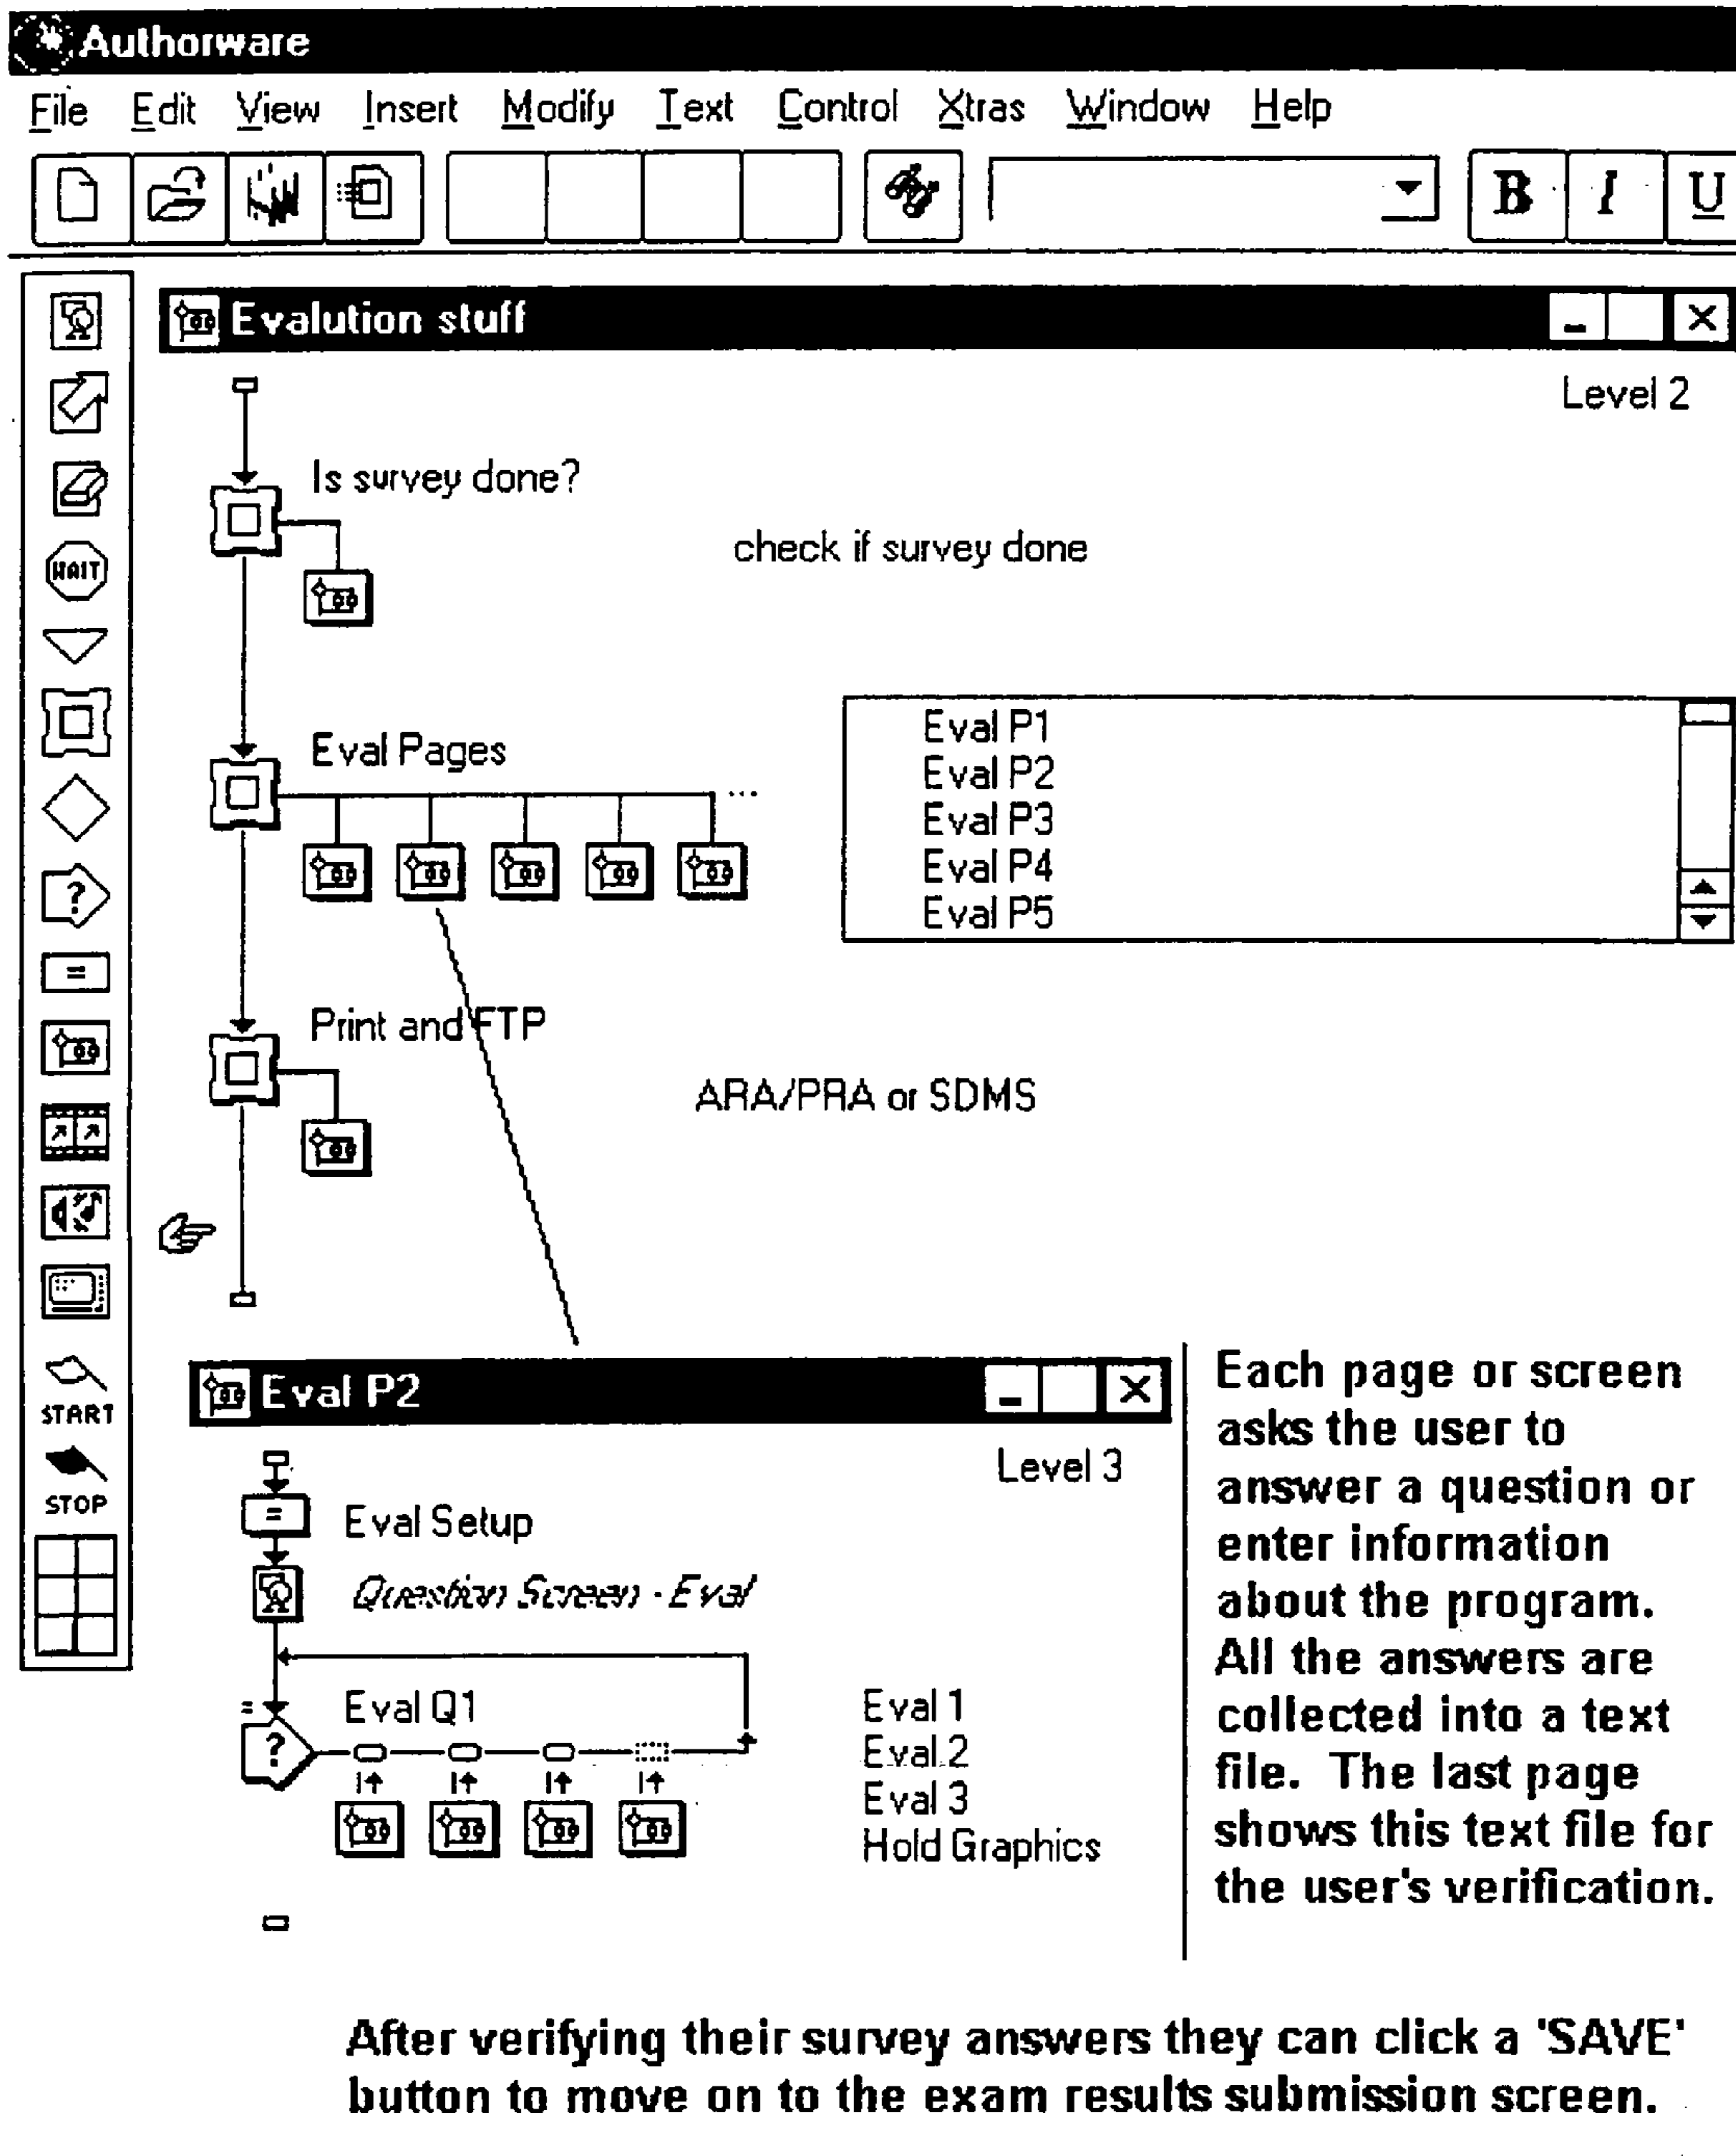 Authorware
File Edit View Insert Modify Text Control Xtras Window Help
B I U
Evalution stuff
Level 2
Is survey done?
check if survey done
WAIT
Eval Pages
...
Eval P1
Eval P2
Eval P3
Eval P4
Eval P5
?
=
Print and FTP
ARA/PRA or SDMS
START
STOP
Eval P2
Level 3
=
Eval Setup
Question Screen - Eval
=
Eval Q1
?
Eval 1
Eval 2
Eval 3
Hold Graphics
Each page or screen
asks the user to
answer a question or
enter information
about the program.
All the answers are
collected into a text
file. The last page
shows this text file for
the user's verification.
After verifying their survey answers they can click a 'SAVE'
button to move on to the exam results submission screen.